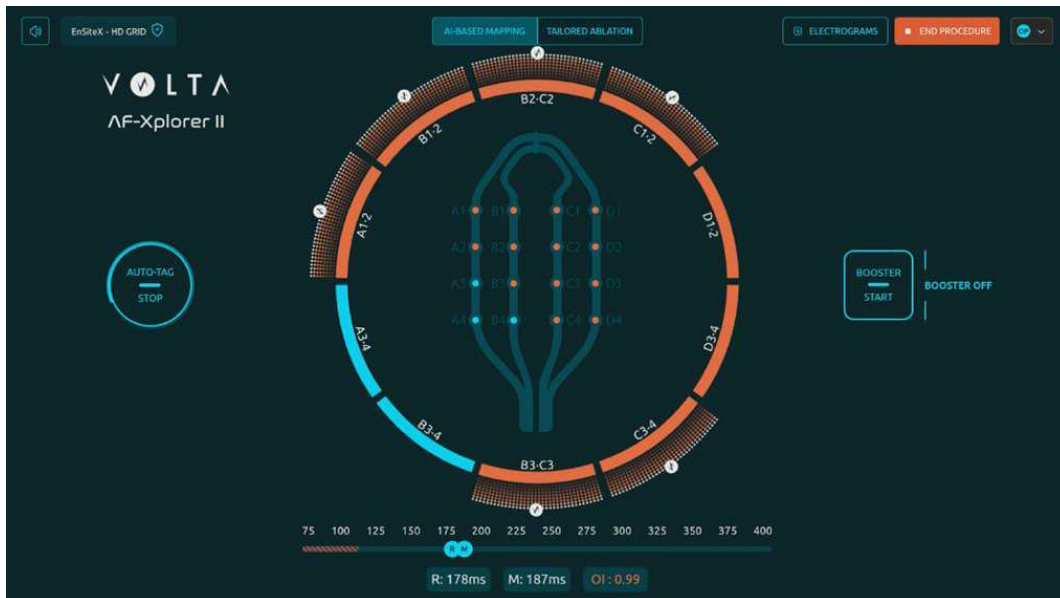 EnSiteX - HD GRID
AI-BASED MAPPING
TAILORED ABLATION
ELECTROGRAMS
END PROCEDURE
OP
VOLTA
AF-Xplorer II
B2-C2
B1-2
C1-2
A1-2
D1-2
A1 B1 C1 D1
A2 B2 C2 D2
A3 B3 C3 D3
A4 B4 C4 D4
AUTO-TAG
STOP
BOOSTER
START
BOOSTER OFF
A3-4
D3-4
B3-4
C3-4
B3-C3
75 100 125 150 175 200 225 250 275 300 325 350 375 400
R M
R: 178ms
M: 187ms
OI : 0.99